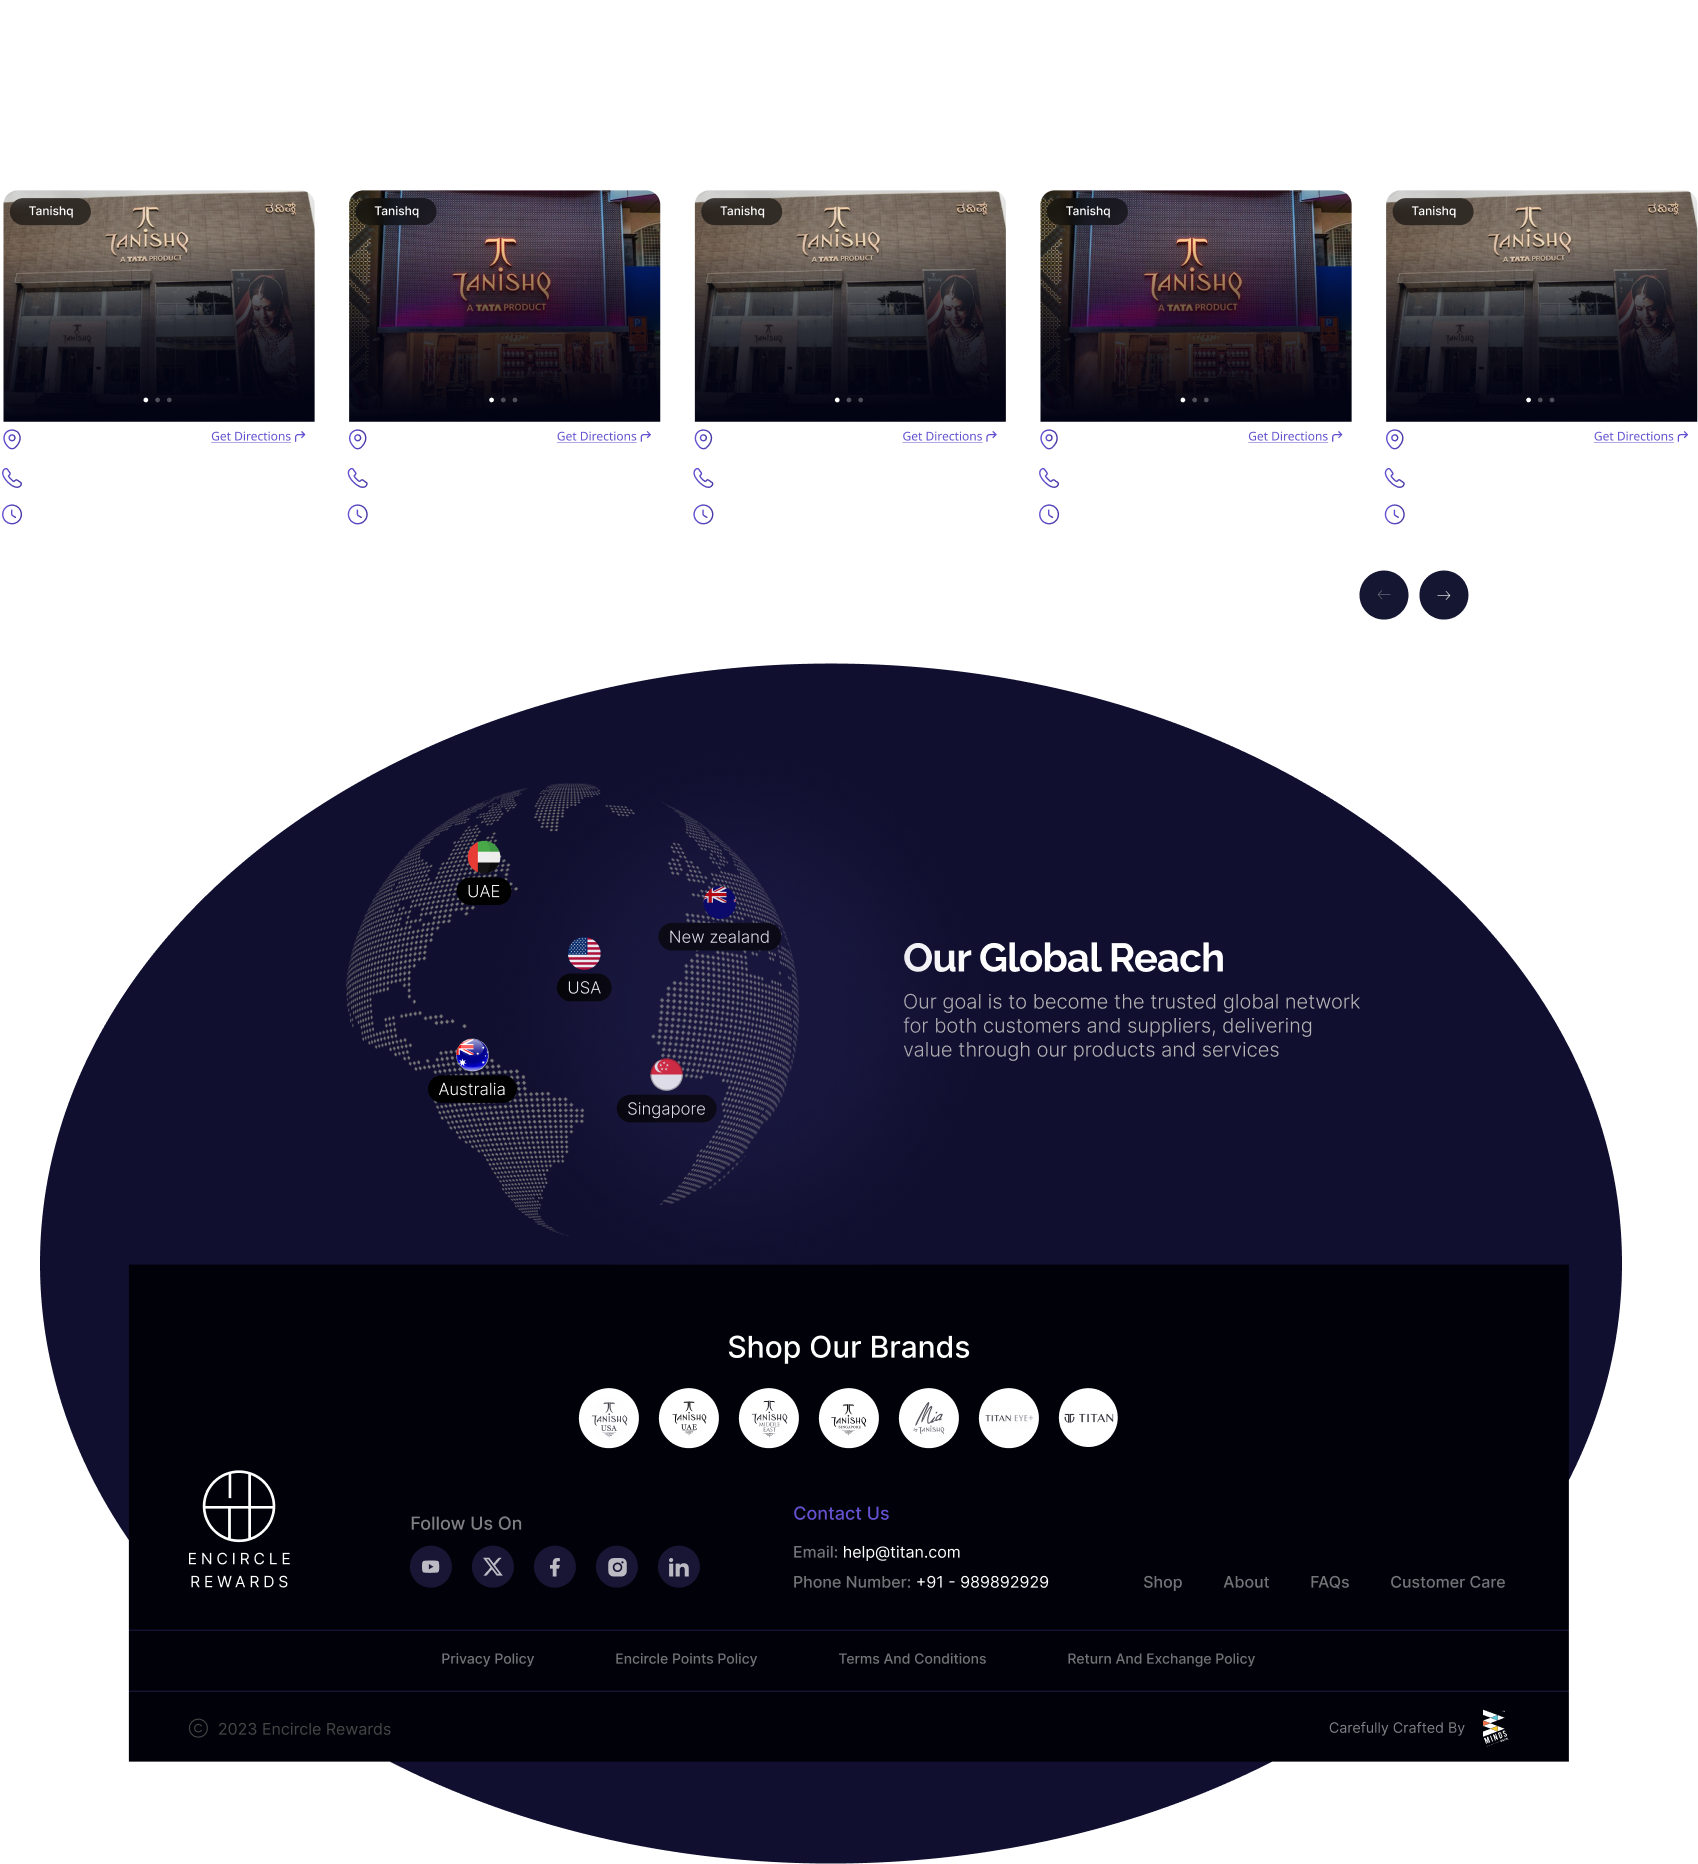 Tanishq
TANISHQ
A TATA PRODUCT
TANISHQ
Get Directions
Tanishq
TANISHQ
A TATA PRODUCT
Get Directions
Tanishq
TANISHQ
A TATA PRODUCT
TANISHQ
Get Directions
Tanishq
TANISHQ
A TATA PRODUCT
Get Directions
Tanishq
TANISHQ
A TATA PRODUCT
TANISHQ
Get Directions
UAE
New zealand
USA
Australia
Singapore
Our Global Reach
Our goal is to become the trusted global network
for both customers and suppliers, delivering
value through our products and services
Shop Our Brands
TANISHQ
USA
TANISHQ
UAE
TANISHQ
MIDDLE
EAST
TANISHQ
SINGAPORE
Mia
by TANISHQ
TITAN EYE+
TITAN
ENCIRCLE
REWARDS
Follow Us On
Contact Us
Email: help@titan.com
Phone Number: +91 - 989892929
Shop About FAQs Customer Care
Privacy Policy Encircle Points Policy Terms And Conditions Return And Exchange Policy
© 2023 Encircle Rewards
Carefully Crafted By
MINDS